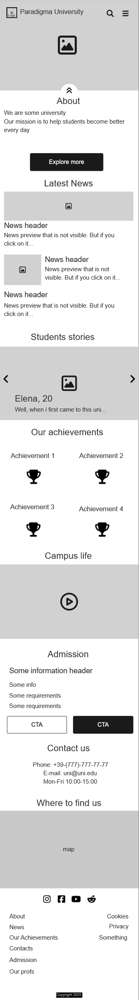 Logo
Paradigma University
About
We are some university
Our mission is to help students become better
every day
Explore more
Latest News
News header
News preview that is not visible. But if you
click on it...
News header
News preview that is not
visible. But if you click on it...
News header
News preview that is not visible. But if you
click on it...
Students stories
Elena, 20
Well, when i first came to this uni...
Our achievements
Achievement 1
Achievement 2
Achievement 3
Achievement 4
Campus life
Admission
Some information header
Some info
Some requirements
Some requirements
CTA
CTA
Contact us
Phone: +39-(777)-777-77-77
E-mail: uni@uni.edu
Mon-Fri 10:00-15:00
Where to find us
map
About
News
Our Achievements
Contacts
Admission
Our profs
Cookies
Privacy
Something
Copyright 2025